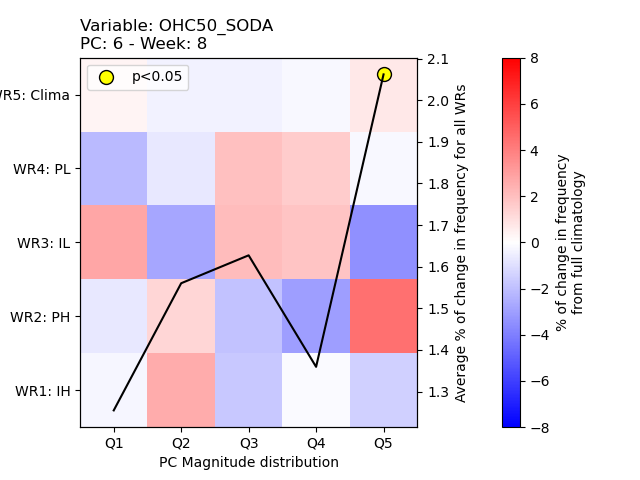 Variable: OHC50_SODA
PC: 6 - Week: 8
p<0.05
WR5: Clima
WR4: PL
WR3: IL
WR2: PH
WR1: IH
Q1 Q2 Q3 Q4 Q5
PC Magnitude distribution
2.1
2.0
1.9
1.8
1.7
1.6
1.5
1.4
1.3
Average % of change in frequency for all WRs
8
6
4
2
0
−2
−4
−6
−8
% of change in frequency
from full climatology